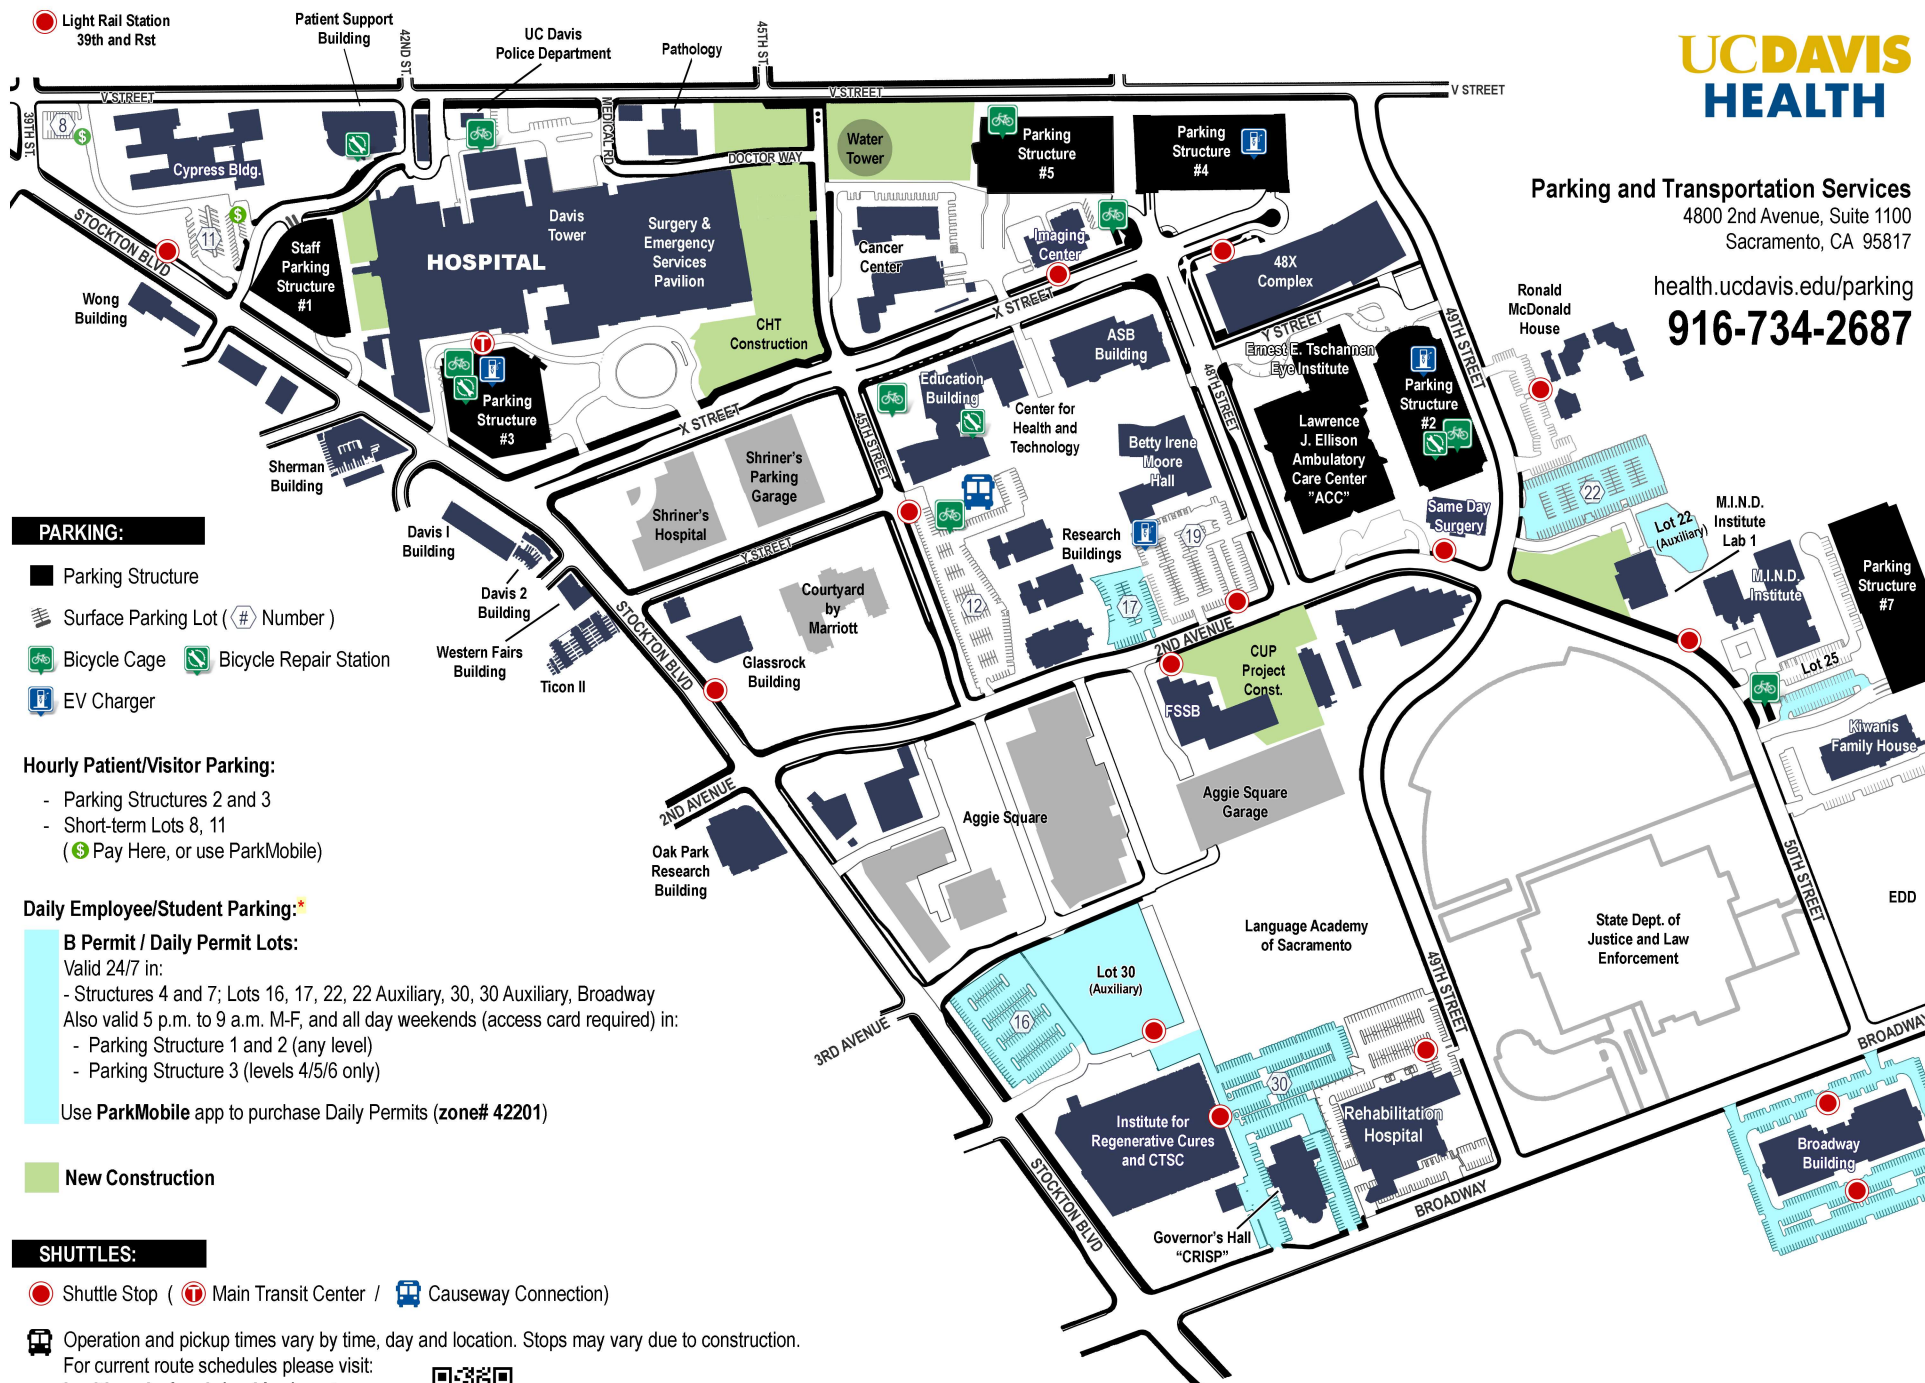 Light Rail Station
39th and Rst
Patient Support
Building
42ND ST.
UC Davis
Police Department
Pathology
45TH ST.
UCDAVIS
HEALTH
V STREET
V STREET
V STREET
39TH ST.
8
$
Cypress Bldg.
MEDICAL RD
DOCTOR WAY
Water
Tower
Parking
Structure
#5
Parking
Structure
#4
Parking and Transportation Services
4800 2nd Avenue, Suite 1100
Sacramento, CA 95817
health.ucdavis.edu/parking
916-734-2687
STOCKTON BLVD
11
$
Staff
Parking
Structure
#1
HOSPITAL
Davis
Tower
Surgery &
Emergency
Services
Pavilion
Cancer
Center
Imaging
Center
48X
Complex
Wong
Building
CHT
Construction
X STREET
ASB
Building
Y STREET
Ernest E. Tschannen
Eye Institute
49TH STREET
Ronald
McDonald
House
T
Parking
Structure
#3
X STREET
45TH STREET
Education
Building
Center for
Health and
Technology
48TH STREET
Parking
Structure
#2
Lawrence
J. Ellison
Ambulatory
Care Center
"ACC"
Betty Irene
Moore
Hall
Sherman
Building
Shriner's
Parking
Garage
Shriner's
Hospital
Y STREET
Davis I
Building
Davis 2
Building
Western Fairs
Building
Ticon II
STOCKTON BLVD
Courtyard
by
Marriott
Glassrock
Building
12
Research
Buildings
17
19
Same Day
Surgery
22
Lot 22
(Auxiliary)
M.I.N.D.
Institute
Lab 1
M.I.N.D.
Institute
Parking
Structure
#7
Lot 25
Kiwanis
Family House
2ND AVENUE
CUP
Project
Const.
FSSB
PARKING:
Parking Structure
Surface Parking Lot ( # Number )
Bicycle Cage Bicycle Repair Station
EV Charger
Hourly Patient/Visitor Parking:
- Parking Structures 2 and 3
- Short-term Lots 8, 11
( $ Pay Here, or use ParkMobile)
2ND AVENUE
Oak Park
Research
Building
Aggie Square
Aggie Square
Garage
Daily Employee/Student Parking:*
B Permit / Daily Permit Lots:
Valid 24/7 in:
- Structures 4 and 7; Lots 16, 17, 22, 22 Auxiliary, 30, 30 Auxiliary, Broadway
Also valid 5 p.m. to 9 a.m. M-F, and all day weekends (access card required) in:
- Parking Structure 1 and 2 (any level)
- Parking Structure 3 (levels 4/5/6 only)
Use ParkMobile app to purchase Daily Permits (zone# 42201)
New Construction
Language Academy
of Sacramento
State Dept. of
Justice and Law
Enforcement
50TH STREET
EDD
49TH STREET
BROADWAY
Lot 30
(Auxiliary)
16
3RD AVENUE
30
Institute for
Regenerative Cures
and CTSC
Rehabilitation
Hospital
Broadway
Building
BROADWAY
Governor's Hall
"CRISP"
STOCKTON BLVD
SHUTTLES:
Shuttle Stop ( T Main Transit Center / Causeway Connection)
Operation and pickup times vary by time, day and location. Stops may vary due to construction.
For current route schedules please visit: